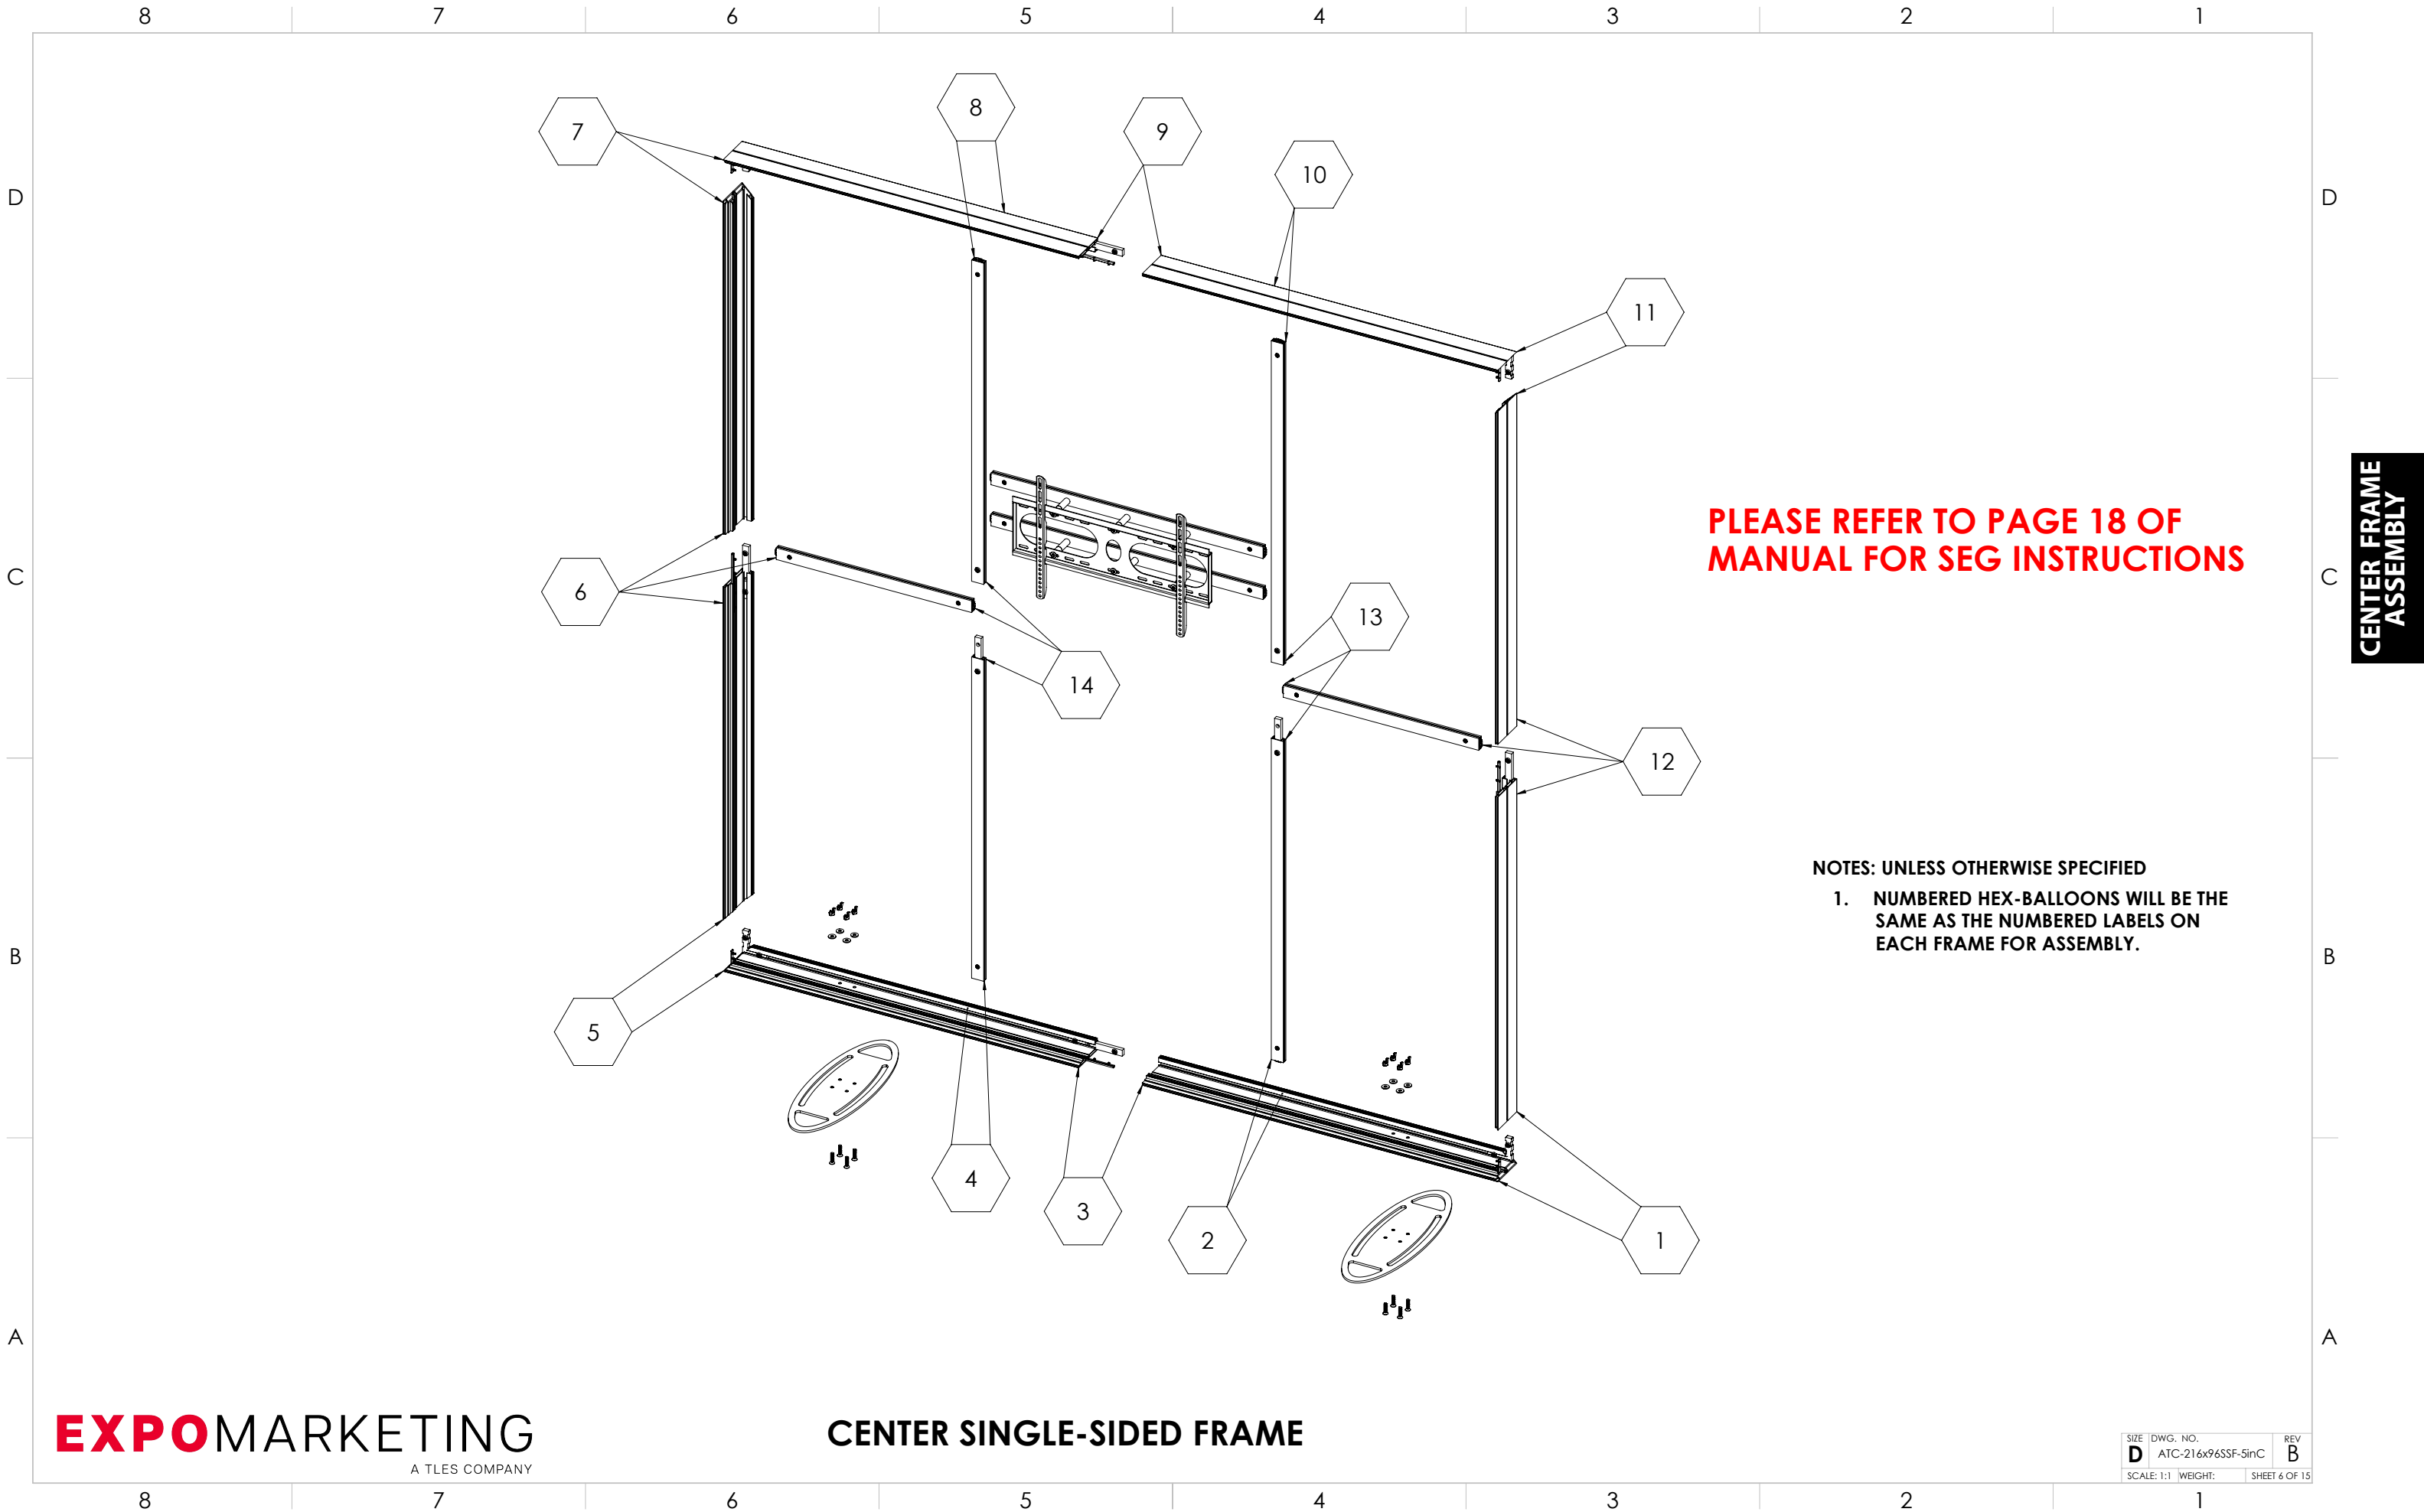 8 7 6 5 4 3 2 1
8
7
9
10
D D
11
PLEASE REFER TO PAGE 18 OF
MANUAL FOR SEG INSTRUCTIONS
CENTER FRAME
ASSEMBLY
C C
6
13
14
12
NOTES: UNLESS OTHERWISE SPECIFIED
1. NUMBERED HEX-BALLOONS WILL BE THE
SAME AS THE NUMBERED LABELS ON
EACH FRAME FOR ASSEMBLY.
B B
5
4
3
2
1
A A
EXPOMARKETING
A TLES COMPANY
CENTER SINGLE-SIDED FRAME
SIZE DWG. NO. REV
D ATC-216x96SSF-5inC B
SCALE: 1:1 WEIGHT: SHEET 6 OF 15
8 7 6 5 4 3 2 1